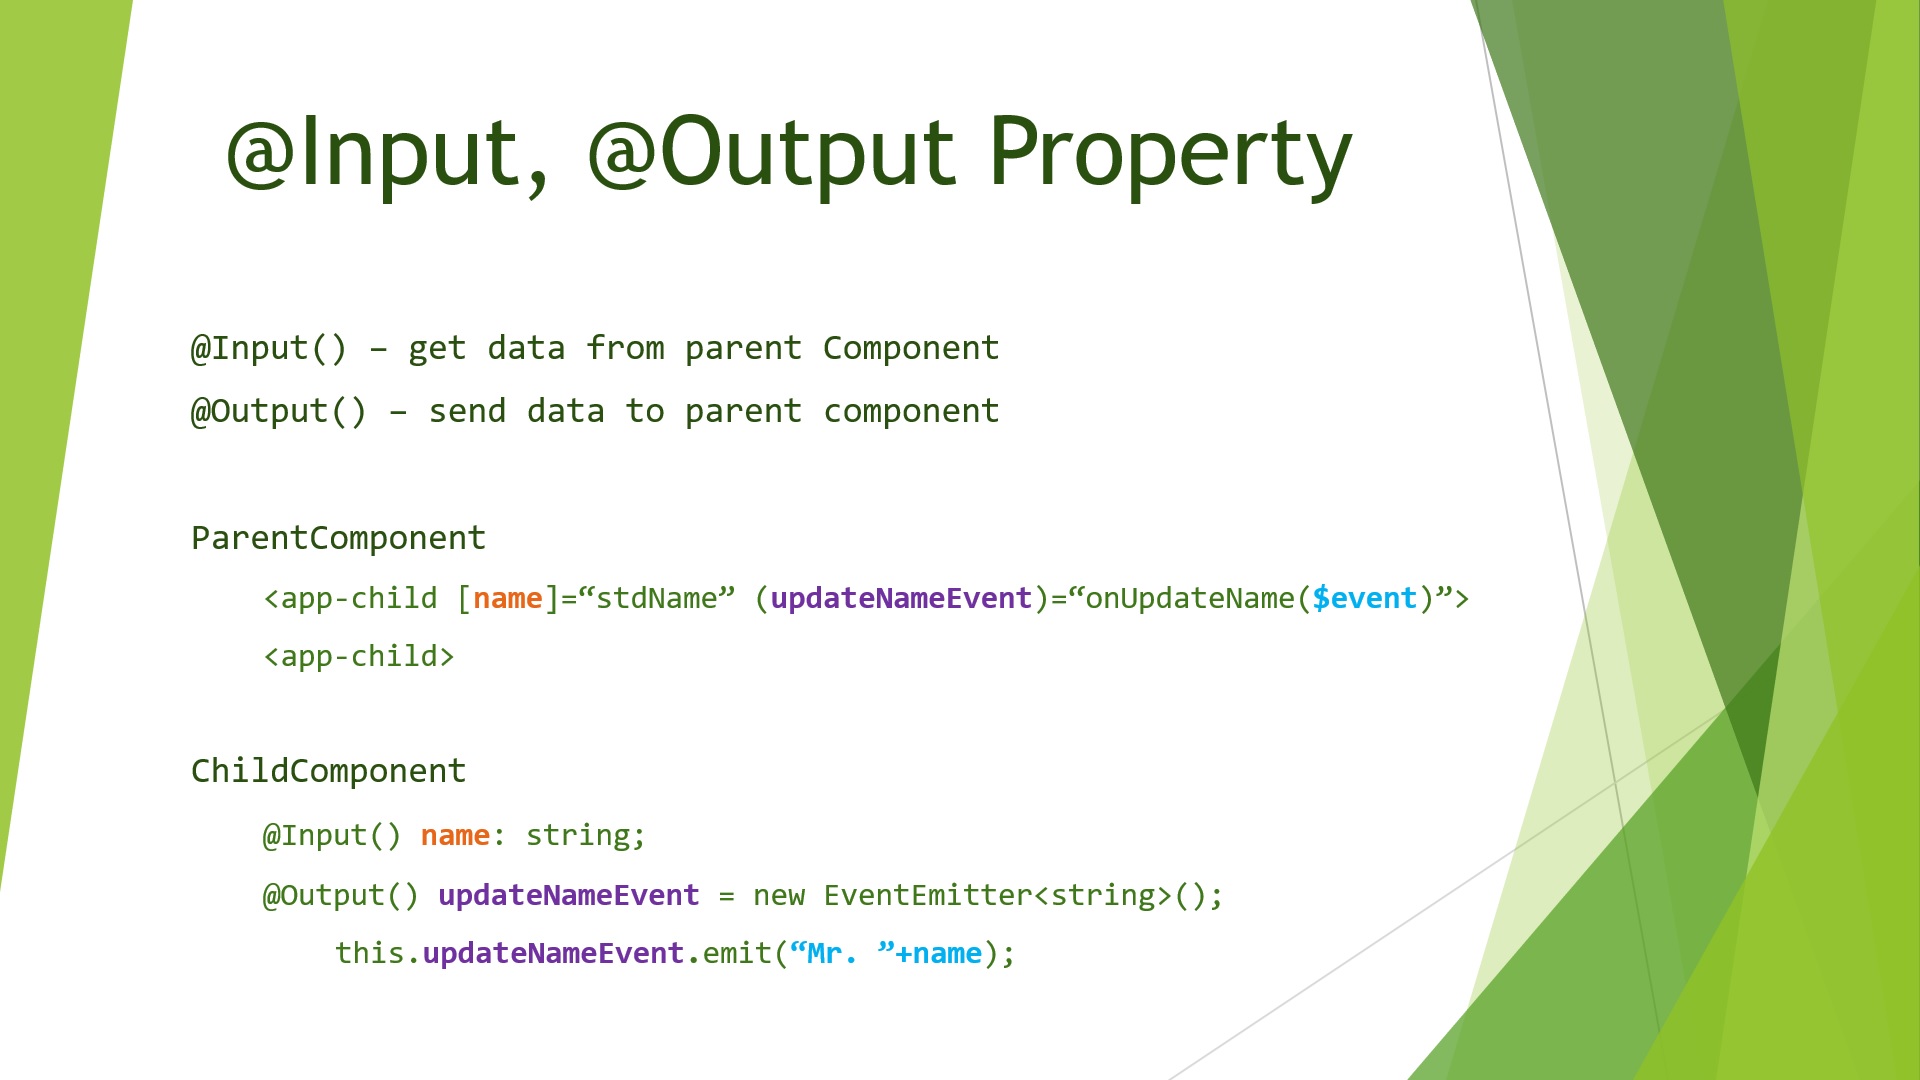 @Input, @Output Property
@Input() – get data from parent Component
@Output() – send data to parent component
ParentComponent
<app-child [name]=“stdName” (updateNameEvent)=“onUpdateName($event)”>
<app-child>
ChildComponent
@Input() name: string;
@Output() updateNameEvent = new EventEmitter<string>();
this.updateNameEvent.emit(“Mr. ”+name);